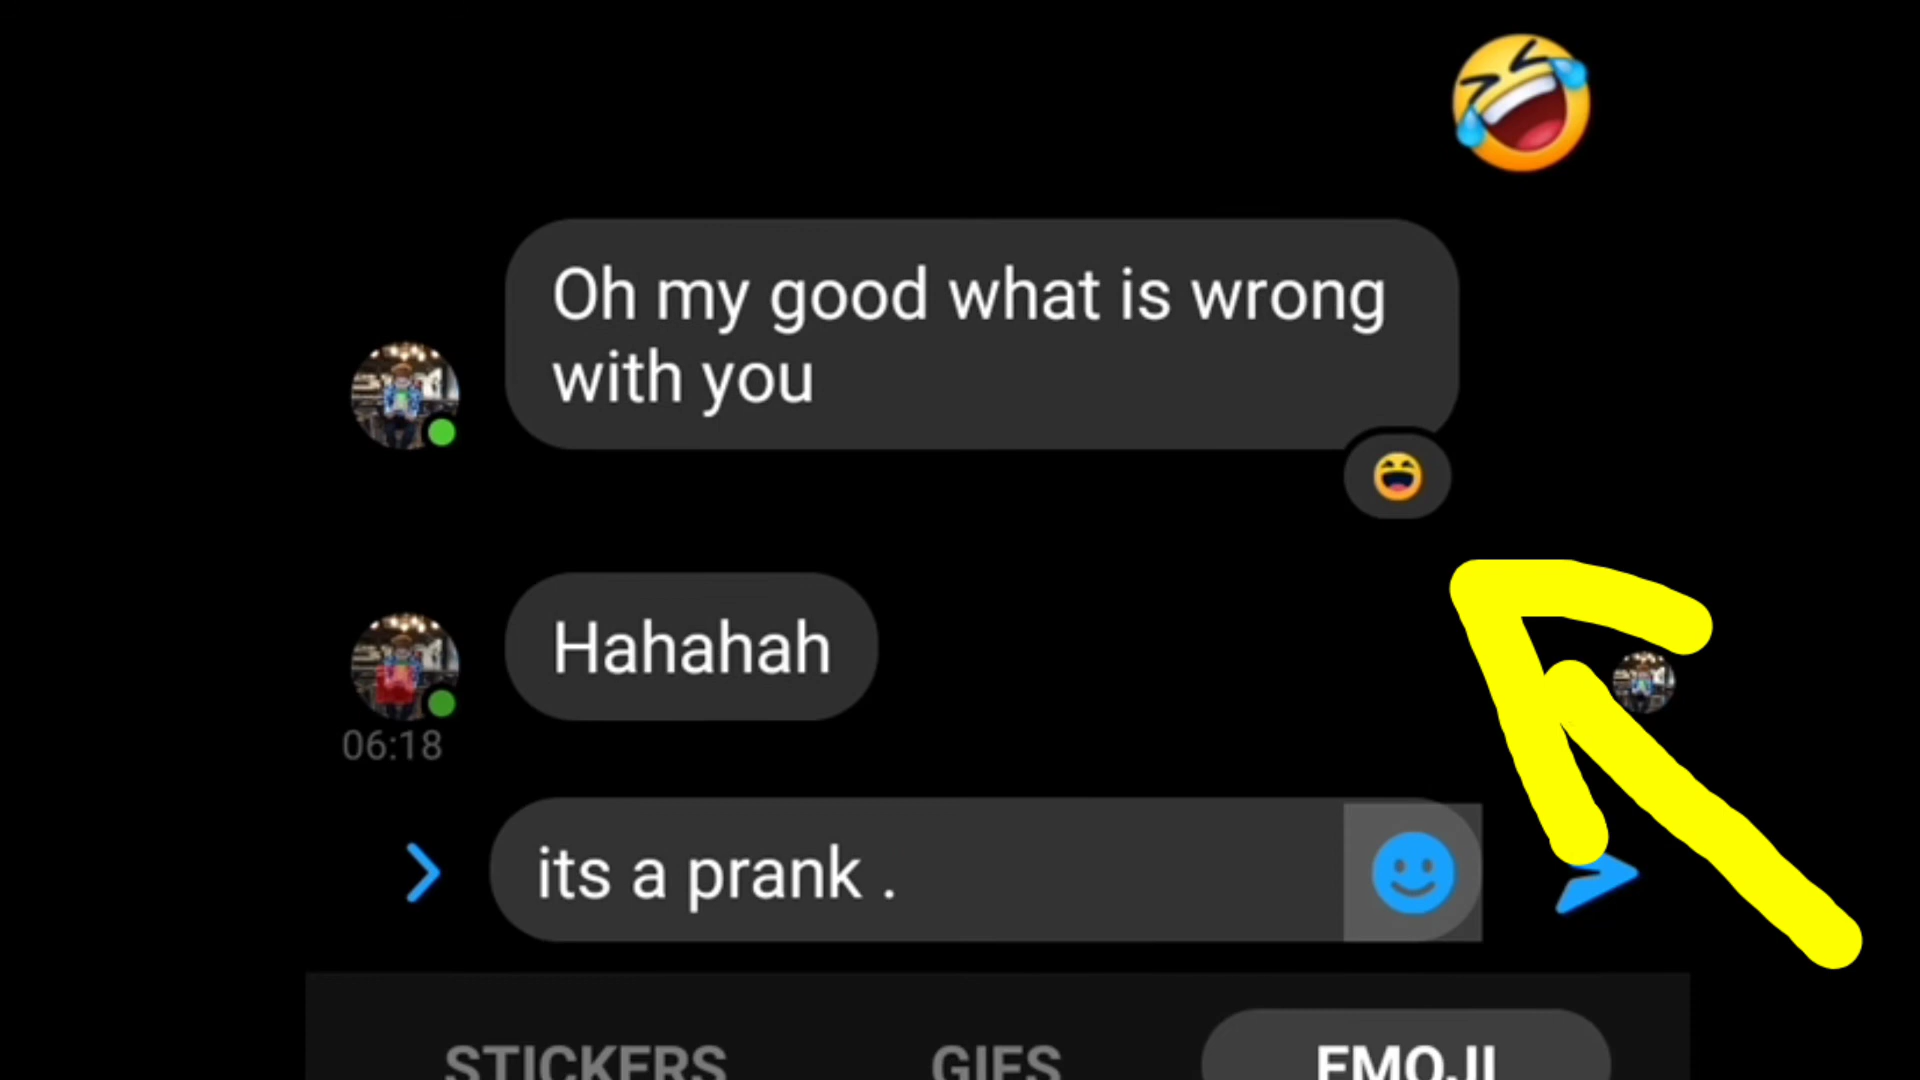 Oh my good what is wrong
with you
Hahahah
06:18
its a prank .
STICKERS GIFS EMOJI